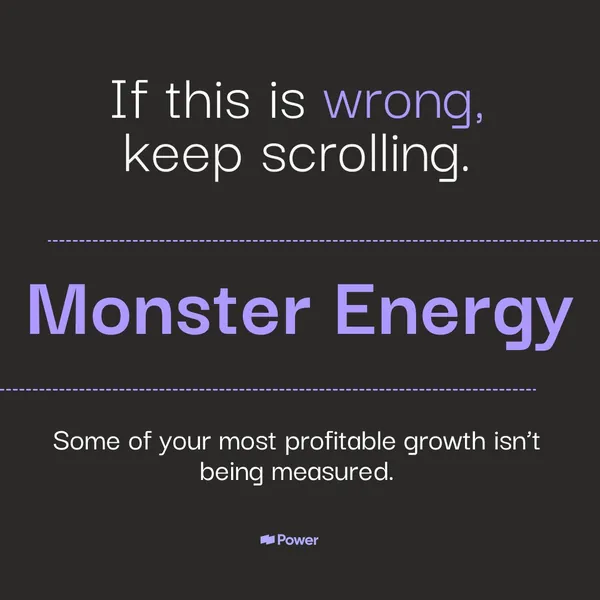 If this is wrong,
keep scrolling.
Monster Energy
Some of your most profitable growth isn’t
being measured.
Power